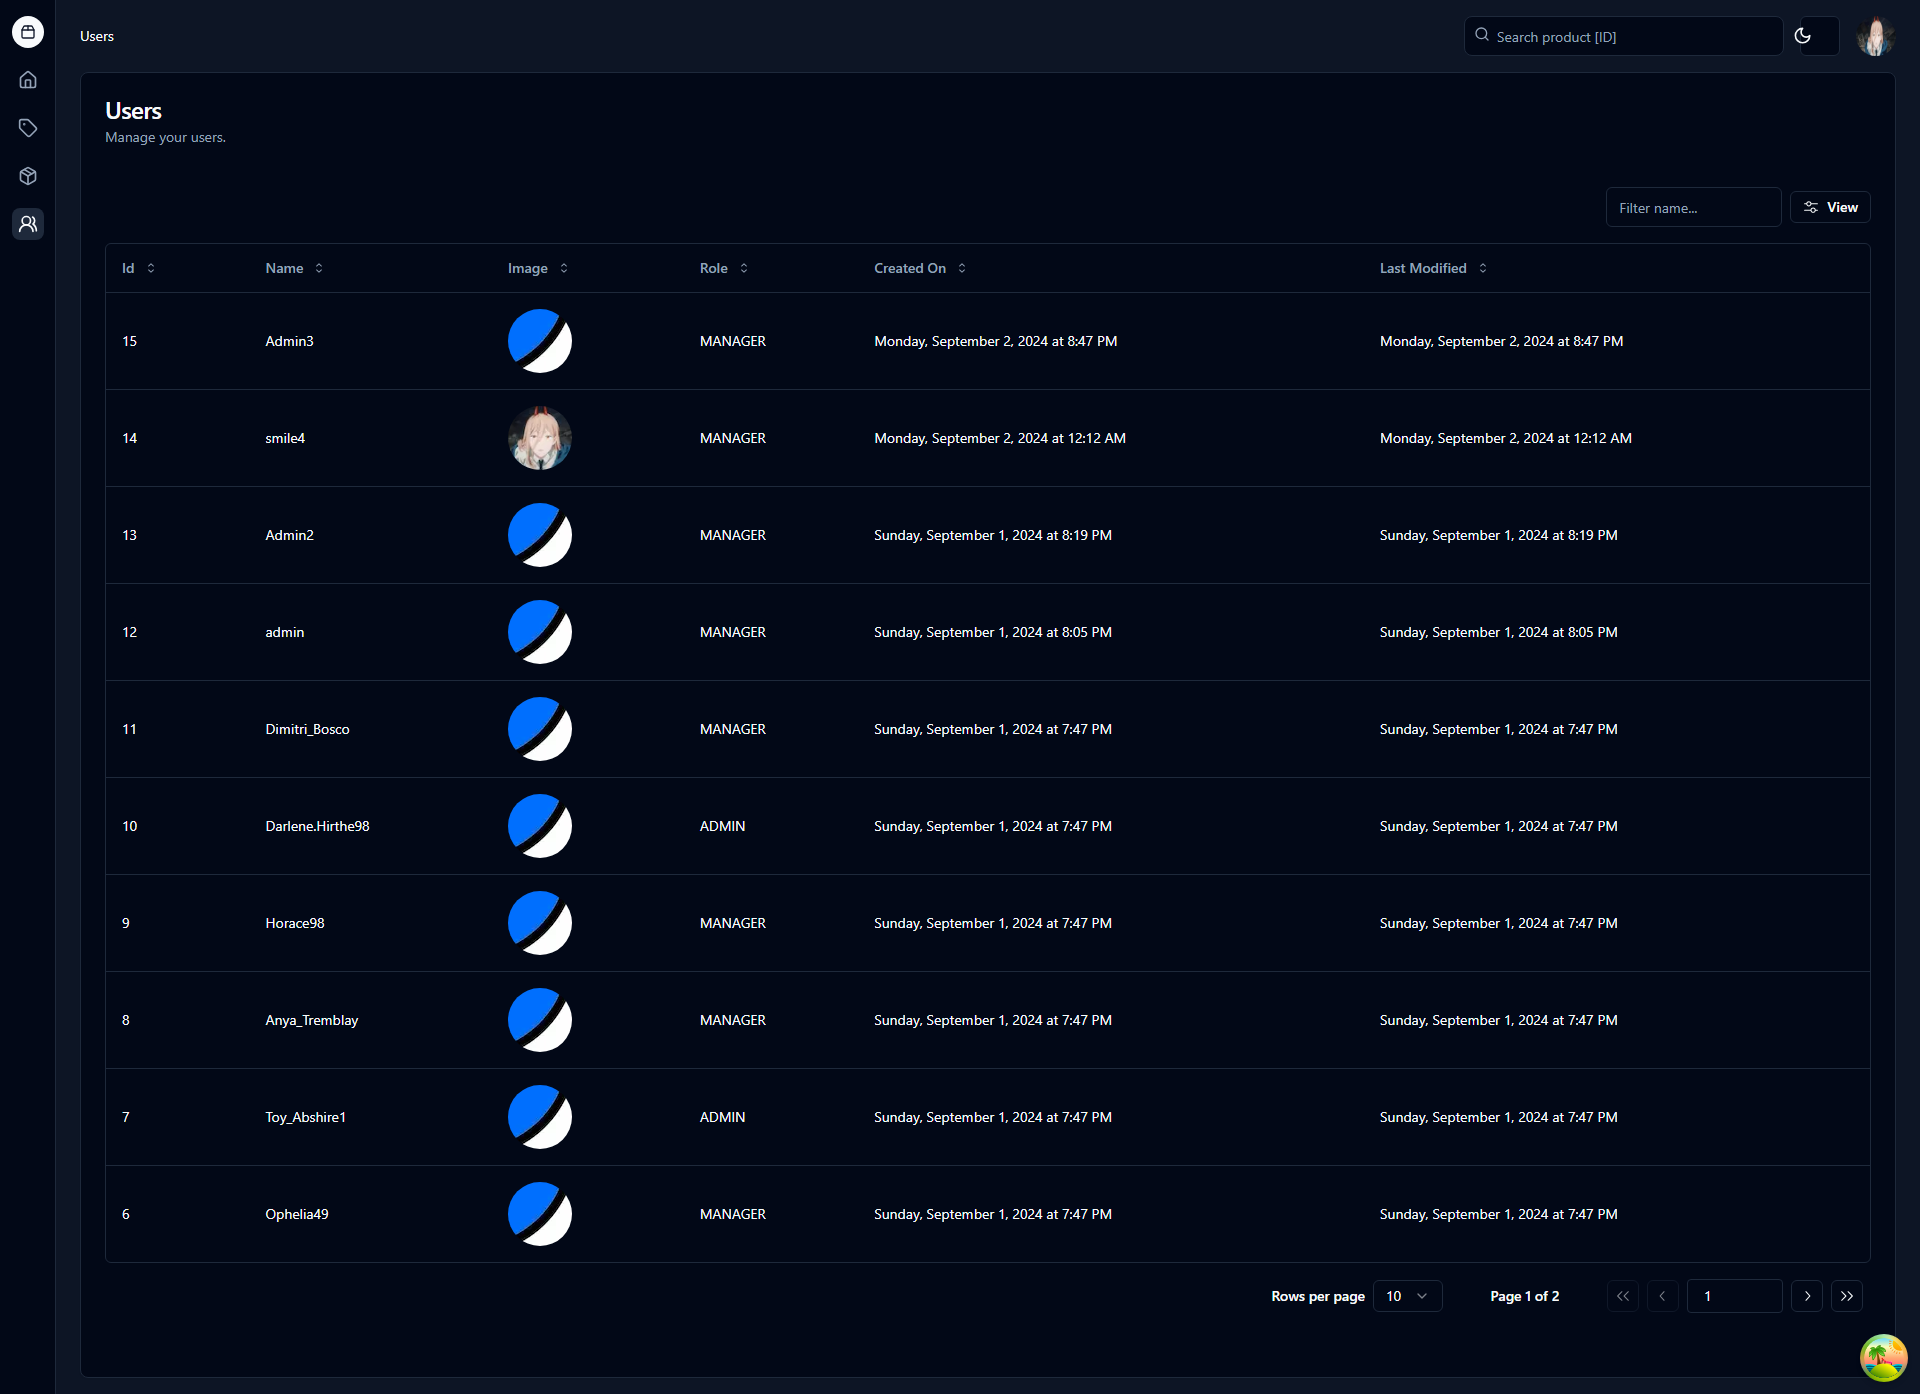 Users
Search product [ID]
Users
Manage your users.
Filter name...
View
Id Name Image Role Created On Last Modified
15 Admin3 MANAGER Monday, September 2, 2024 at 8:47 PM Monday, September 2, 2024 at 8:47 PM
14 smile4 MANAGER Monday, September 2, 2024 at 12:12 AM Monday, September 2, 2024 at 12:12 AM
13 Admin2 MANAGER Sunday, September 1, 2024 at 8:19 PM Sunday, September 1, 2024 at 8:19 PM
12 admin MANAGER Sunday, September 1, 2024 at 8:05 PM Sunday, September 1, 2024 at 8:05 PM
11 Dimitri_Bosco MANAGER Sunday, September 1, 2024 at 7:47 PM Sunday, September 1, 2024 at 7:47 PM
10 Darlene.Hirthe98 ADMIN Sunday, September 1, 2024 at 7:47 PM Sunday, September 1, 2024 at 7:47 PM
9 Horace98 MANAGER Sunday, September 1, 2024 at 7:47 PM Sunday, September 1, 2024 at 7:47 PM
8 Anya_Tremblay MANAGER Sunday, September 1, 2024 at 7:47 PM Sunday, September 1, 2024 at 7:47 PM
7 Toy_Abshire1 ADMIN Sunday, September 1, 2024 at 7:47 PM Sunday, September 1, 2024 at 7:47 PM
6 Ophelia49 MANAGER Sunday, September 1, 2024 at 7:47 PM Sunday, September 1, 2024 at 7:47 PM
Rows per page 10 Page 1 of 2 1